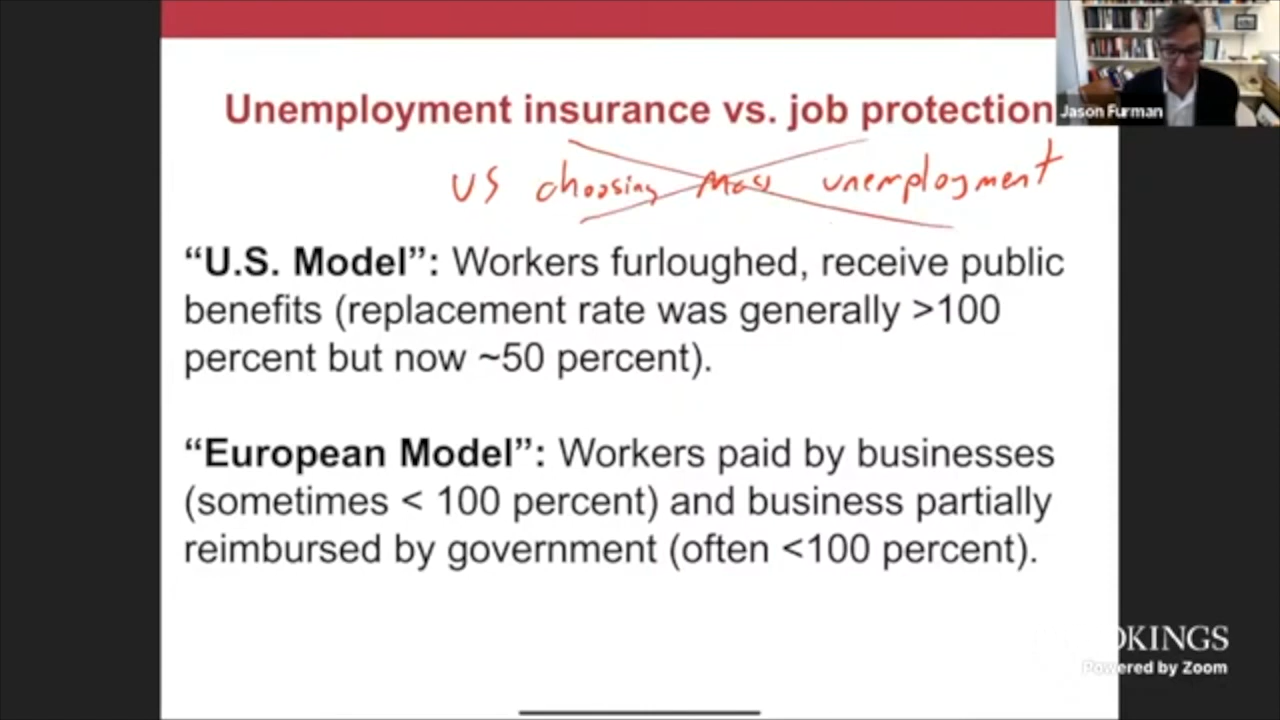 Unemployment insurance vs. job protection
Jason Furman
US choosing mass unemployment
“U.S. Model”: Workers furloughed, receive public
benefits (replacement rate was generally >100
percent but now ~50 percent).
“European Model”: Workers paid by businesses
(sometimes < 100 percent) and business partially
reimbursed by government (often <100 percent).
OKINGS
Powered by Zoom